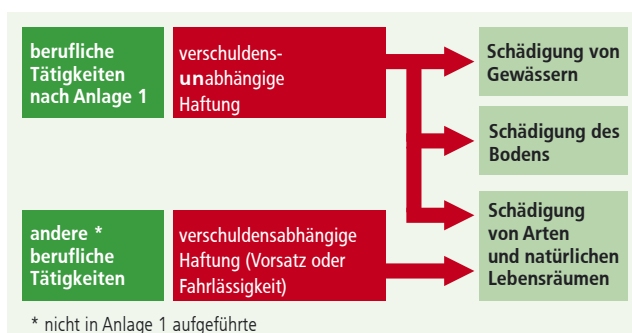 berufliche
Tätigkeiten
nach Anlage 1
verschuldens-
unabhängige
Haftung
Schädigung von
Gewässern
Schädigung des
Bodens
Schädigung
von Arten
und natürlichen
Lebensräumen
andere *
berufliche
Tätigkeiten
verschuldensabhängige
Haftung (Vorsatz oder
Fahrlässigkeit)
* nicht in Anlage 1 aufgeführte